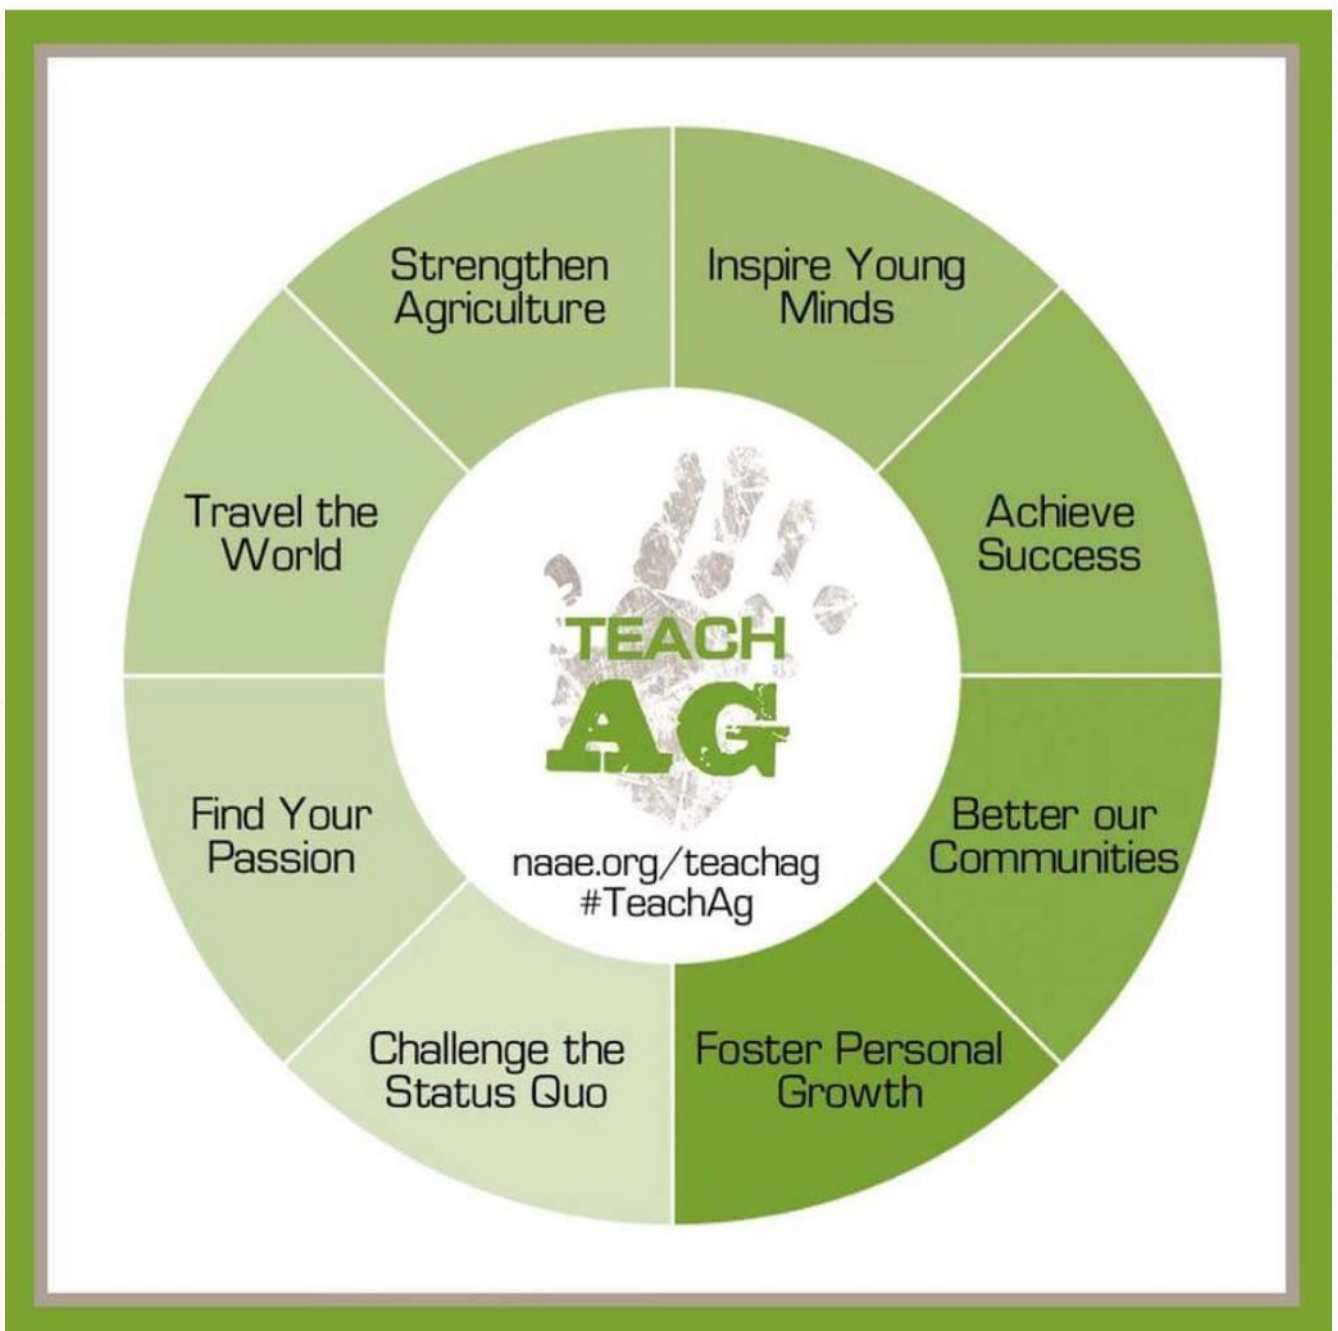 Strengthen
Agriculture
Inspire Young
Minds
Travel the
World
Achieve
Success
TEACH
AG
Find Your
Passion
Better our
Communities
naae.org/teachag
#TeachAg
Challenge the
Status Quo
Foster Personal
Growth